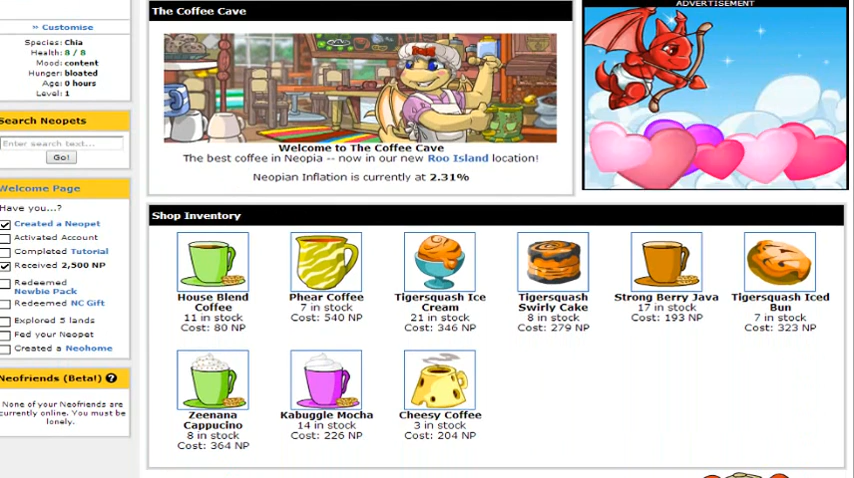 » Customise
Species: Chia
Health: 8 / 8
Mood: content
Hunger: bloated
Age: 0 hours
Level: 1
Search Neopets
Enter search text...
Go!
Welcome Page
Have you...?
Created a Neopet
Activated Account
Completed Tutorial
Received 2,500 NP
Redeemed
Newbie Pack
Redeemed NC Gift
Explored 5 lands
Fed your Neopet
Created a Neohome
Neofriends (Beta!) ?
None of your Neofriends are
currently online. You must be
lonely.
The Coffee Cave
Welcome to The Coffee Cave
The best coffee in Neopia -- now in our new Roo Island location!
Neopian Inflation is currently at 2.31%
ADVERTISEMENT
Shop Inventory
House Blend
Coffee
11 in stock
Cost: 80 NP
Phear Coffee
7 in stock
Cost: 540 NP
Tigersquash Ice
Cream
21 in stock
Cost: 346 NP
Tigersquash
Swirly Cake
8 in stock
Cost: 279 NP
Strong Berry Java
17 in stock
Cost: 193 NP
Tigersquash Iced
Bun
7 in stock
Cost: 323 NP
Zeenana
Cappucino
8 in stock
Cost: 364 NP
Kabuggle Mocha
14 in stock
Cost: 226 NP
Cheesy Coffee
3 in stock
Cost: 204 NP